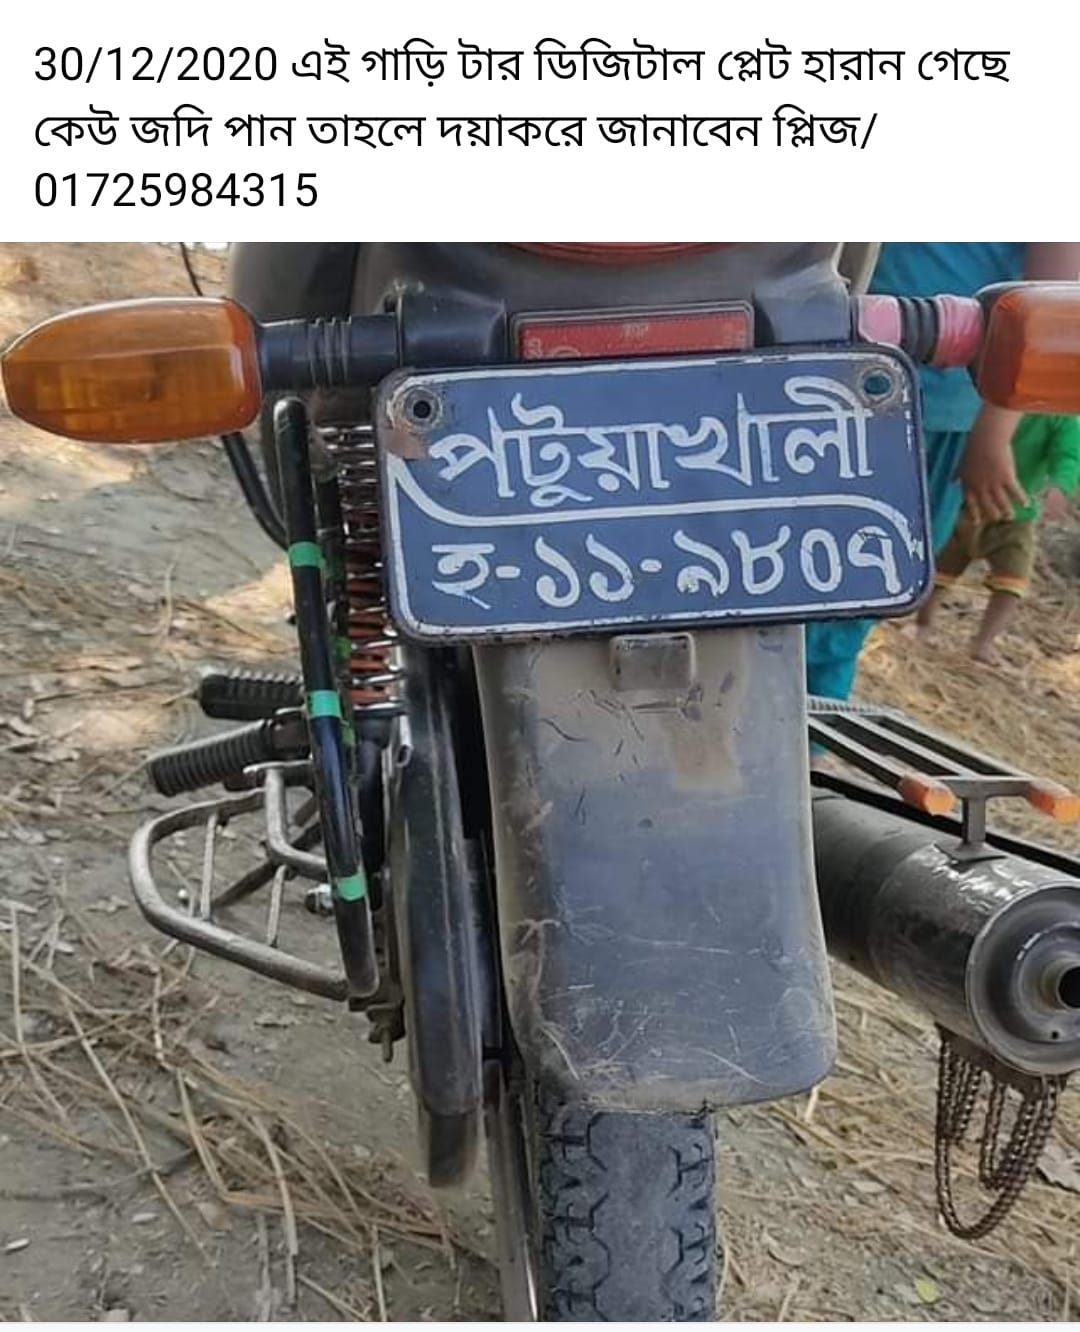 30/12/2020 এই গাড়ি টার ডিজিটাল প্লেট হারান গেছে
কেউ জদি পান তাহলে দয়াকরে জানাবেন প্লিজ/
01725984315
পটুয়াখালী
হ-১১-৯৮০৭